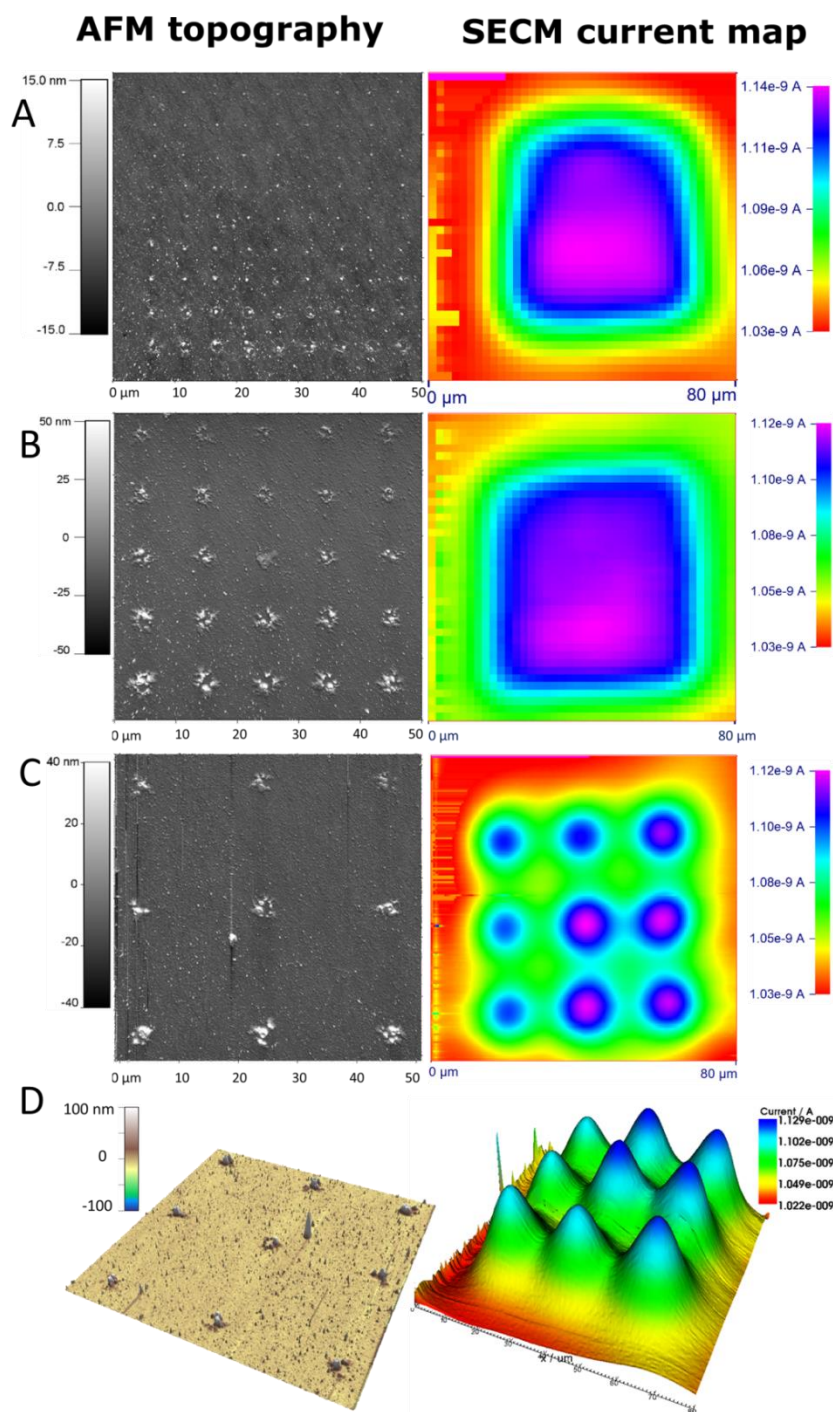 AFM topography SECM current map
A
15.0 nm
7.5
0.0
-7.5
-15.0
0 µm 10 20 30 40 50
1.14e-9 A
1.11e-9 A
1.09e-9 A
1.06e-9 A
1.03e-9 A
0 µm 80 µm
B
50 nm
25
0
-25
-50
0 µm 10 20 30 40 50
1.12e-9 A
1.10e-9 A
1.08e-9 A
1.05e-9 A
1.03e-9 A
0 µm 80 µm
C
40 nm
20
0
-20
-40
0 µm 10 20 30 40 50
1.12e-9 A
1.10e-9 A
1.08e-9 A
1.05e-9 A
1.03e-9 A
0 µm 80 µm
D
100 nm
0
-100
Current / A
1.129e-009
1.102e-009
1.075e-009
1.049e-009
1.022e-009